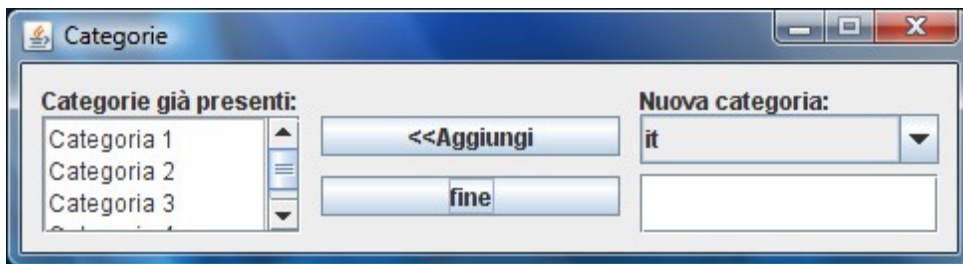 Categorie
Categorie già presenti:
Categoria 1
Categoria 2
Categoria 3
<<Aggiungi
fine
Nuova categoria:
it